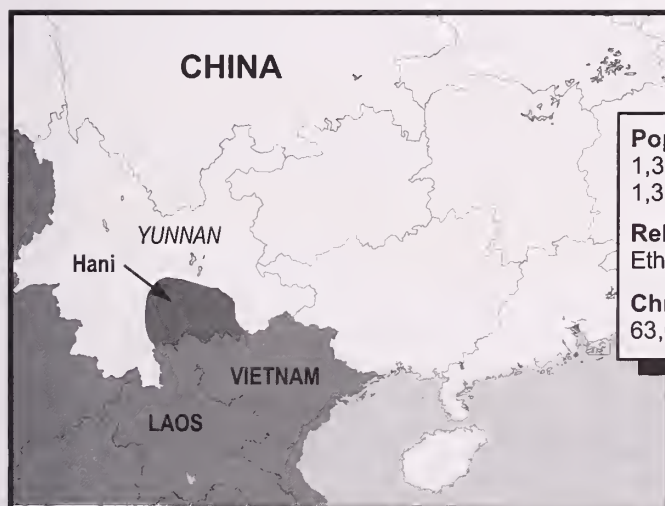 CHINA
YUNNAN
Hani
VIETNAM
LAOS
Pop
1,3
1,3
Rel
Eth
Chr
63,